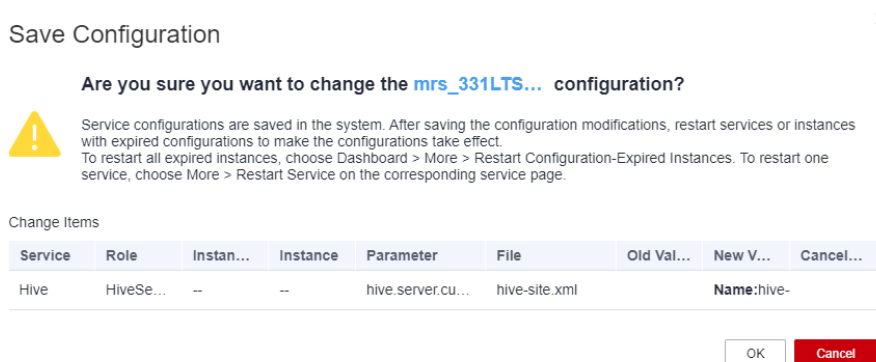 Save Configuration
Are you sure you want to change the mrs_331LTS... configuration?
Service configurations are saved in the system. After saving the configuration modifications, restart services or instances
with expired configurations to make the configurations take effect.
To restart all expired instances, choose Dashboard > More > Restart Configuration-Expired Instances. To restart one
service, choose More > Restart Service on the corresponding service page.
Change Items
Service Role Instan... Instance Parameter File Old Val... New V... Cancel...
Hive HiveSe... -- -- hive.server.cu... hive-site.xml Name:hive-
OK Cancel